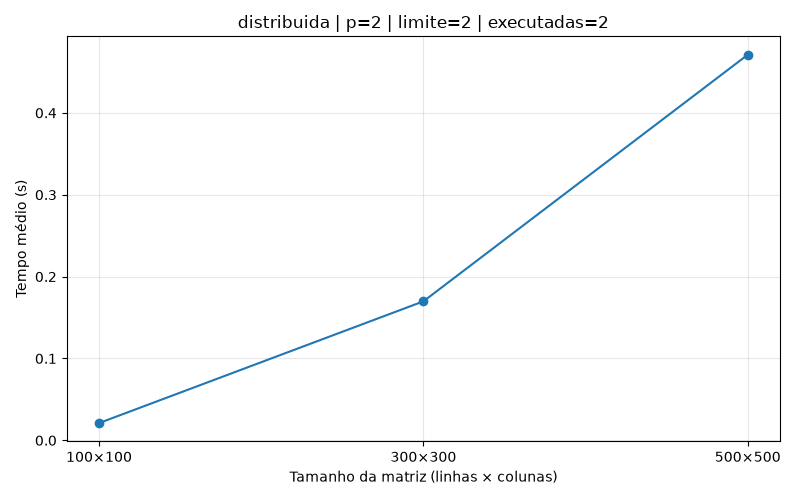 distribuida | p=2 | limite=2 | executadas=2
Tempo médio (s)
0.4
0.3
0.2
0.1
0.0
100×100 300×300 500×500
Tamanho da matriz (linhas × colunas)